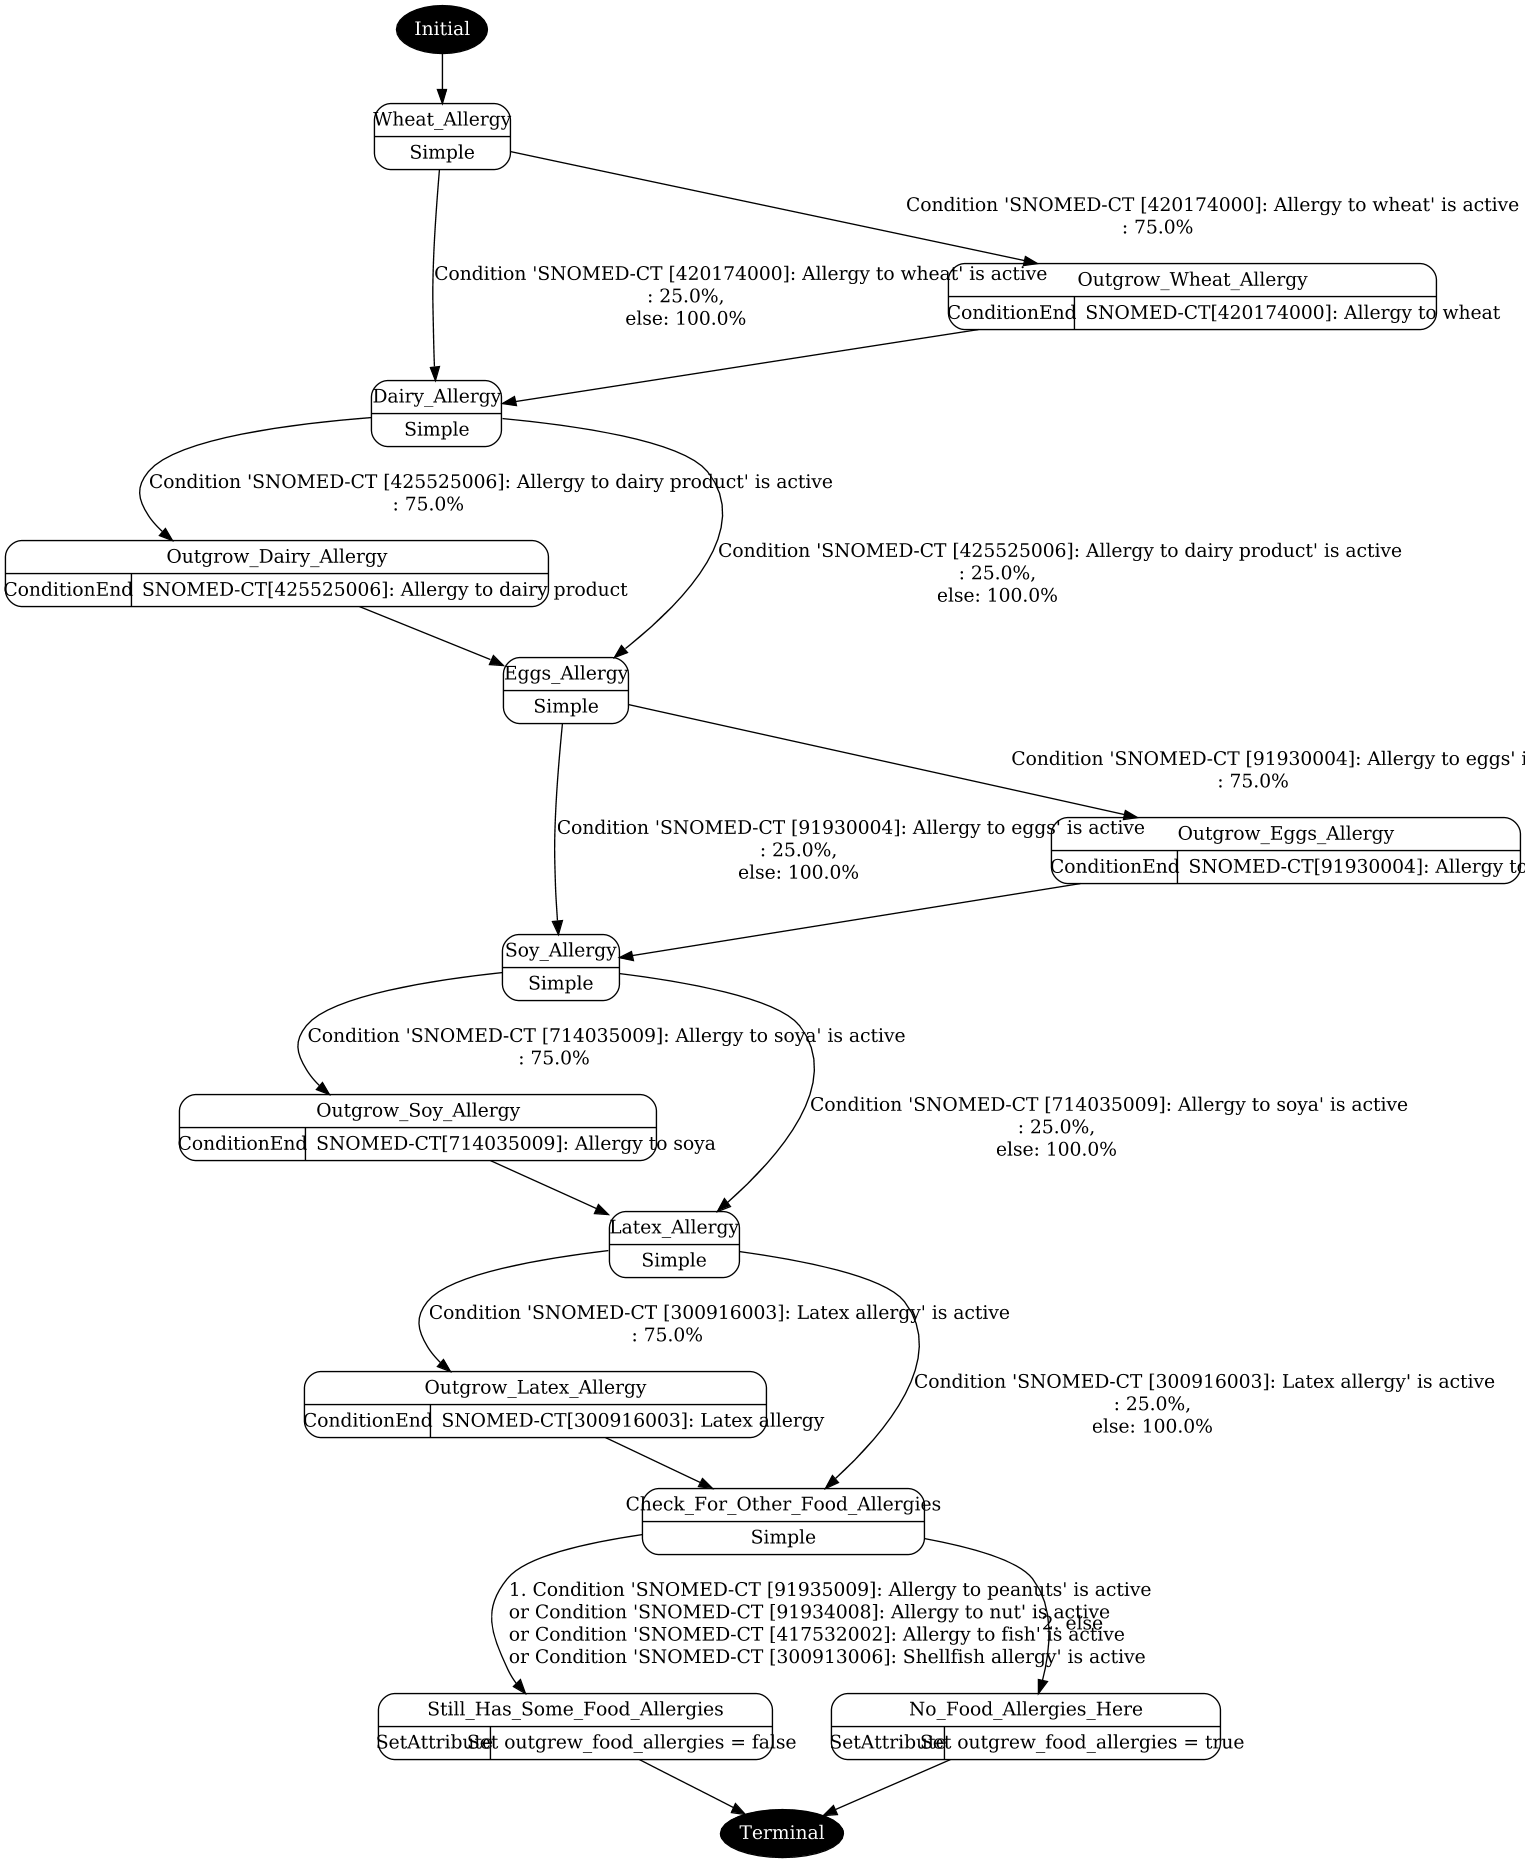 Initial
Wheat_Allergy
Simple
Condition 'SNOMED-CT [420174000]: Allergy to wheat' is active
: 75.0%
Condition 'SNOMED-CT [420174000]: Allergy to wheat' is active
: 25.0%,
else: 100.0%
Outgrow_Wheat_Allergy
ConditionEnd SNOMED-CT[420174000]: Allergy to wheat
Dairy_Allergy
Simple
Condition 'SNOMED-CT [425525006]: Allergy to dairy product' is active
: 75.0%
Condition 'SNOMED-CT [425525006]: Allergy to dairy product' is active
: 25.0%,
else: 100.0%
Outgrow_Dairy_Allergy
ConditionEnd SNOMED-CT[425525006]: Allergy to dairy product
Eggs_Allergy
Simple
Condition 'SNOMED-CT [91930004]: Allergy to eggs' i
: 75.0%
Condition 'SNOMED-CT [91930004]: Allergy to eggs' is active
: 25.0%,
else: 100.0%
Outgrow_Eggs_Allergy
ConditionEnd SNOMED-CT[91930004]: Allergy to
Soy_Allergy
Simple
Condition 'SNOMED-CT [714035009]: Allergy to soya' is active
: 75.0%
Condition 'SNOMED-CT [714035009]: Allergy to soya' is active
: 25.0%,
else: 100.0%
Outgrow_Soy_Allergy
ConditionEnd SNOMED-CT[714035009]: Allergy to soya
Latex_Allergy
Simple
Condition 'SNOMED-CT [300916003]: Latex allergy' is active
: 75.0%
Condition 'SNOMED-CT [300916003]: Latex allergy' is active
: 25.0%,
else: 100.0%
Outgrow_Latex_Allergy
ConditionEnd SNOMED-CT[300916003]: Latex allergy
Check_For_Other_Food_Allergies
Simple
1. Condition 'SNOMED-CT [91935009]: Allergy to peanuts' is active
or Condition 'SNOMED-CT [91934008]: Allergy to nut' is active
or Condition 'SNOMED-CT [417532002]: Allergy to fish' is active
or Condition 'SNOMED-CT [300913006]: Shellfish allergy' is active
2. else
Still_Has_Some_Food_Allergies
SetAttribute Set outgrew_food_allergies = false
No_Food_Allergies_Here
SetAttribute Set outgrew_food_allergies = true
Terminal